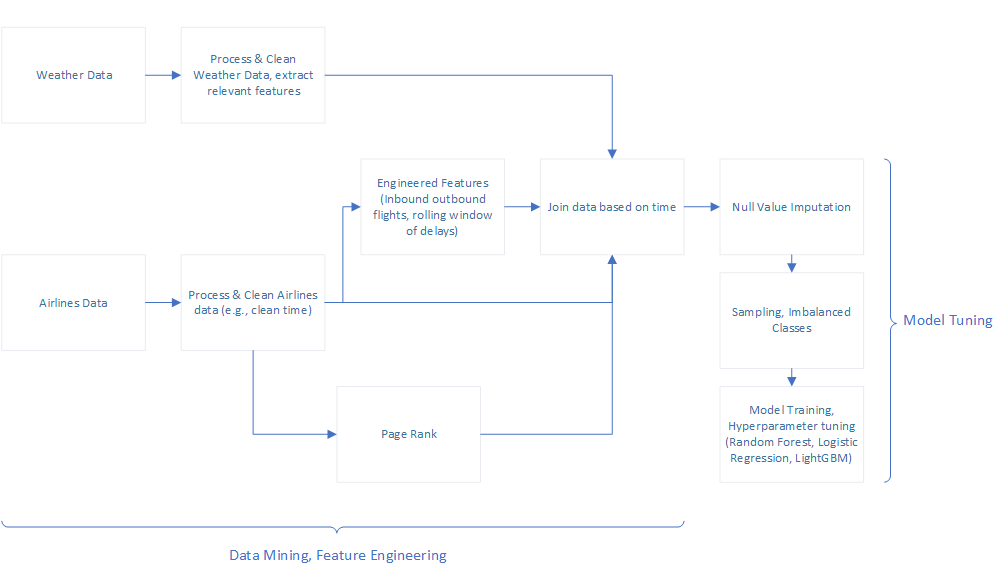 Weather Data
Process & Clean
Weather Data, extract
relevant features
Engineered Features
(Inbound outbound
flights, rolling window
of delays)
Join data based on time
Null Value Imputation
Airlines Data
Process & Clean Airlines
data (e.g., clean time)
Sampling, Imbalanced
Classes
Model Tuning
Page Rank
Model Training,
Hyperparameter tuning
(Random Forest, Logistic
Regression, LightGBM)
Data Mining, Feature Engineering